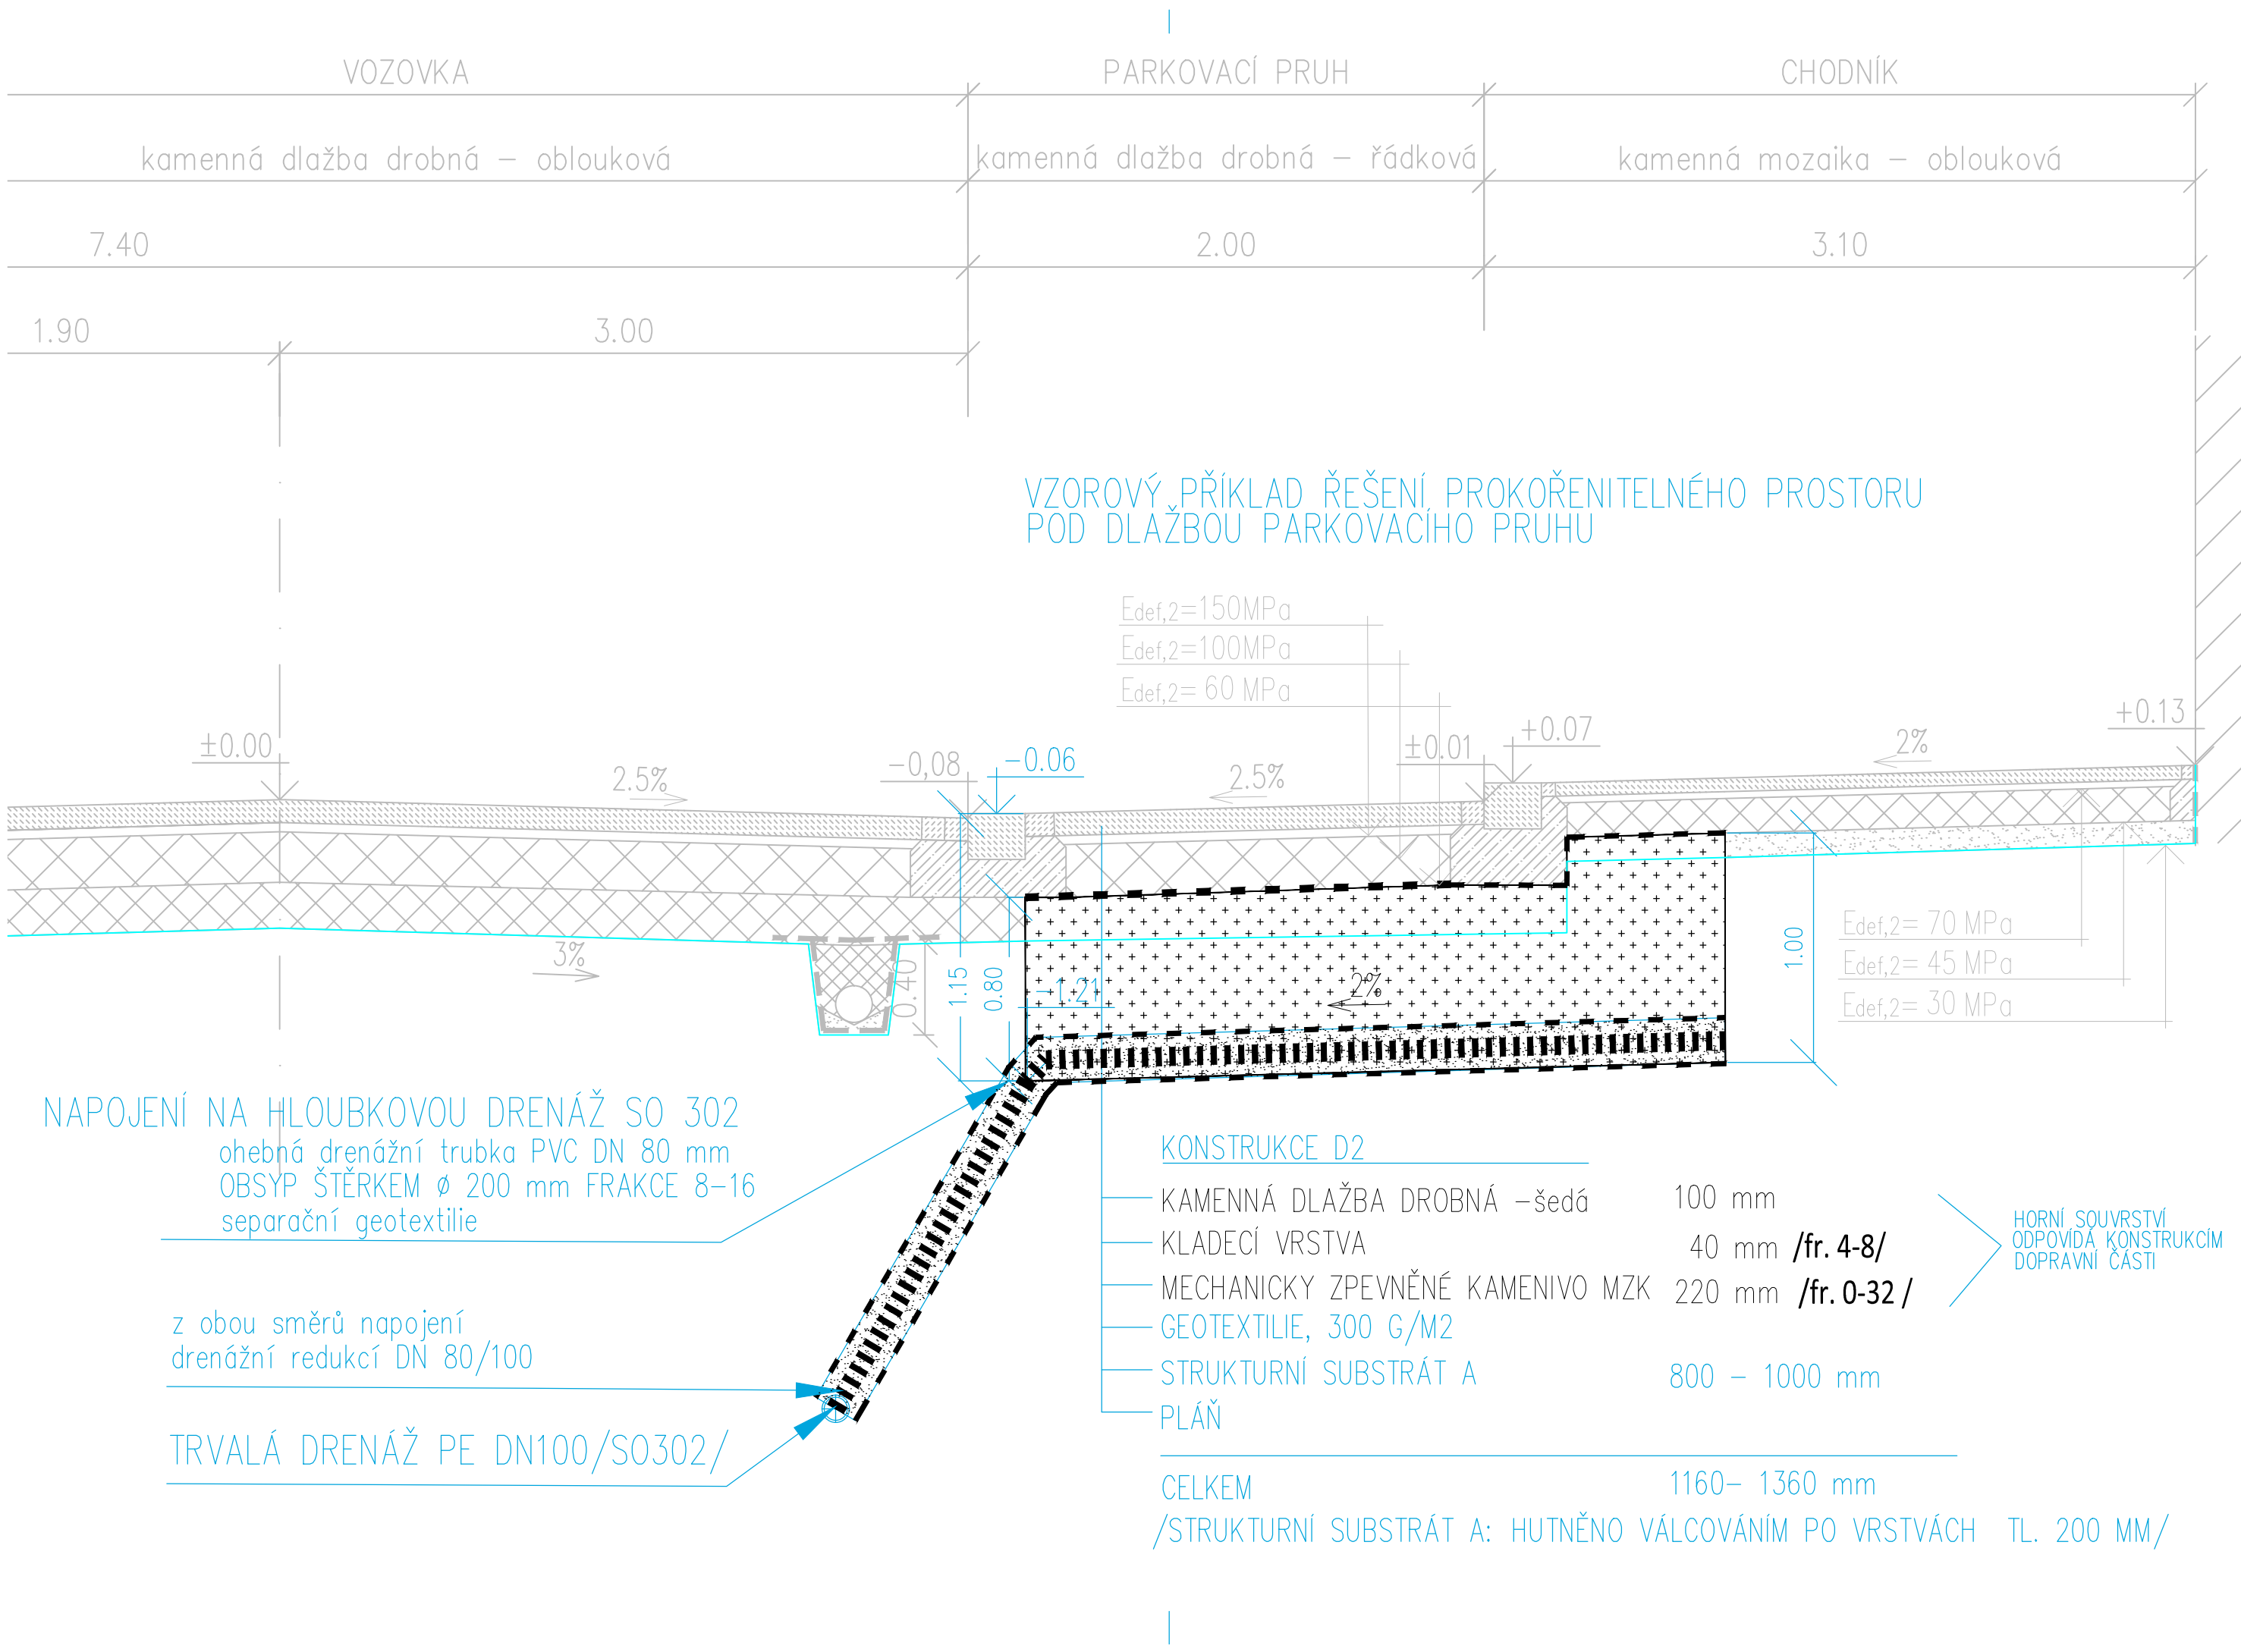 VOZOVKA
PARKOVACÍ PRUH
CHODNÍK
kamenná dlažba drobná – oblouková
kamenná dlažba drobná – řádková
kamenná mozaika – oblouková
7.40
2.00
3.10
1.90
3.00
VZOROVÝ PŘÍKLAD ŘEŠENÍ PROKOŘENITELNÉHO PROSTORU
POD DLAŽBOU PARKOVACÍHO PRUHU
Edef,2=150MPa
Edef,2=100MPa
Edef,2= 60 MPa
±0.00
2.5%
-0,08
-0.06
2.5%
±0.01
+0.07
2%
+0.13
3%
0.40
1.15
0.80
-1.21
2%
1.00
Edef,2= 70 MPa
Edef,2= 45 MPa
Edef,2= 30 MPa
NAPOJENÍ NA HLOUBKOVOU DRENÁŽ SO 302
ohebná drenážní trubka PVC DN 80 mm
OBSYP ŠTĚRKEM ø 200 mm FRAKCE 8–16
separační geotextilie
z obou směrů napojení
drenážní redukcí DN 80/100
TRVALÁ DRENÁŽ PE DN100/SO302/
KONSTRUKCE D2
KAMENNÁ DLAŽBA DROBNÁ –šedá 100 mm
KLADECÍ VRSTVA 40 mm /fr. 4-8/
MECHANICKY ZPEVNĚNÉ KAMENIVO MZK 220 mm /fr. 0-32 /
GEOTEXTILIE, 300 G/M2
STRUKTURNÍ SUBSTRÁT A 800 – 1000 mm
PLÁŇ
HORNÍ SOUVRSTVÍ
ODPOVÍDÁ KONSTRUKCÍM
DOPRAVNÍ ČÁSTI
CELKEM 1160– 1360 mm
/STRUKTURNÍ SUBSTRÁT A: HUTNĚNO VÁLCOVÁNÍM PO VRSTVÁCH TL. 200 MM/